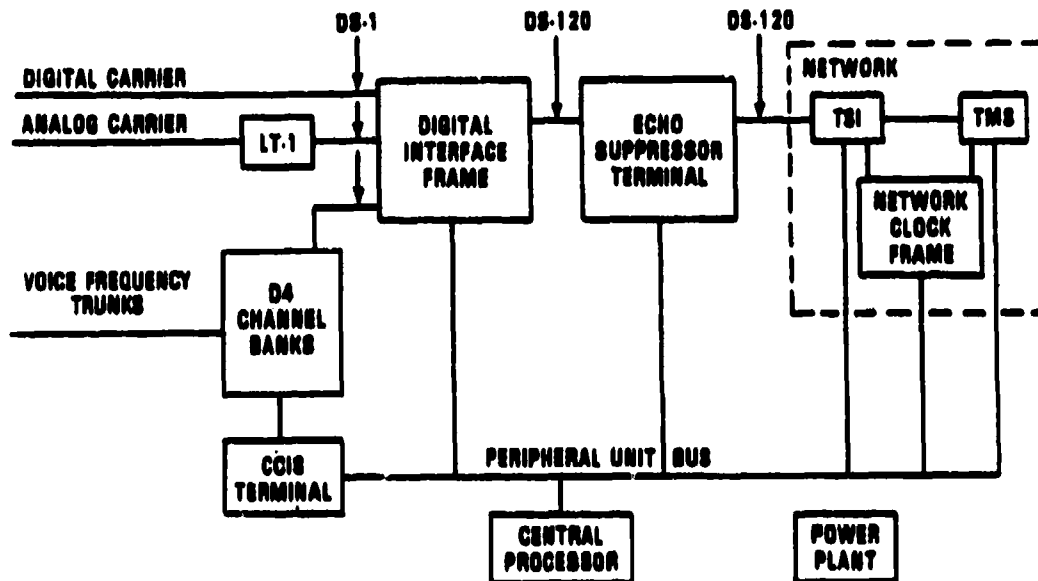 DS-1
DS-120
DS-120
DIGITAL CARRIER
ANALOG CARRIER
LT-1
DIGITAL
INTERFACE
FRAME
ECHO
SUPPRESSOR
TERMINAL
NETWORK
TSI
TMS
NETWORK
CLOCK
FRAME
VOICE FREQUENCY
TRUNKS
D4
CHANNEL
BANKS
CCIS
TERMINAL
PERIPHERAL UNIT BUS
CENTRAL
PROCESSOR
POWER
PLANT